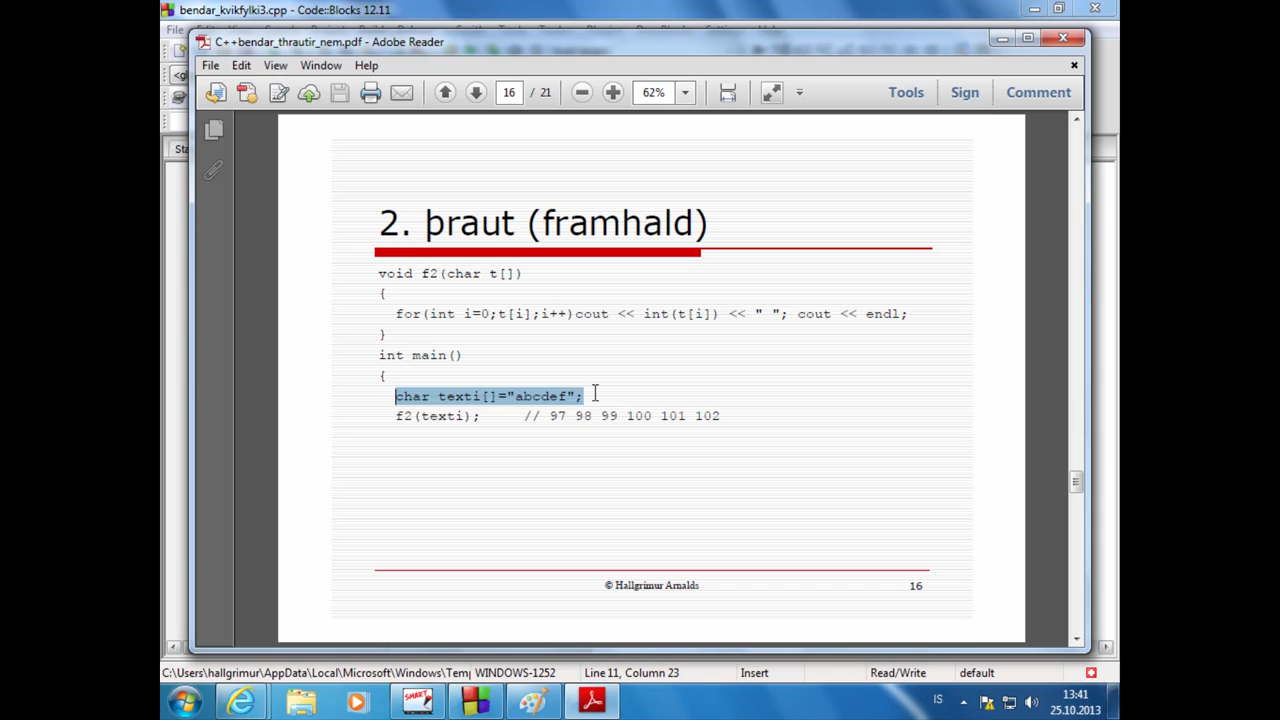 bendar_kvikfylki3.cpp - Code::Blocks 12.11
File
C++bendar_thrautir_nem.pdf - Adobe Reader
File Edit View Window Help
16 / 21 62% Tools Sign Comment
2. þraut (framhald)
void f2(char t[])
{
for(int i=0;t[i];i++)cout << int(t[i]) << " "; cout << endl;
}
int main()
{
char texti[]="abcdef";
f2(texti); // 97 98 99 100 101 102
© Hallgrimur Arnalds 16
C:\Users\hallgrimur\AppData\Local\Microsoft\Windows\Tem WINDOWS-1252 Line 11, Column 23 Insert Read/Write default
SMART
IS 13:41
25.10.2013